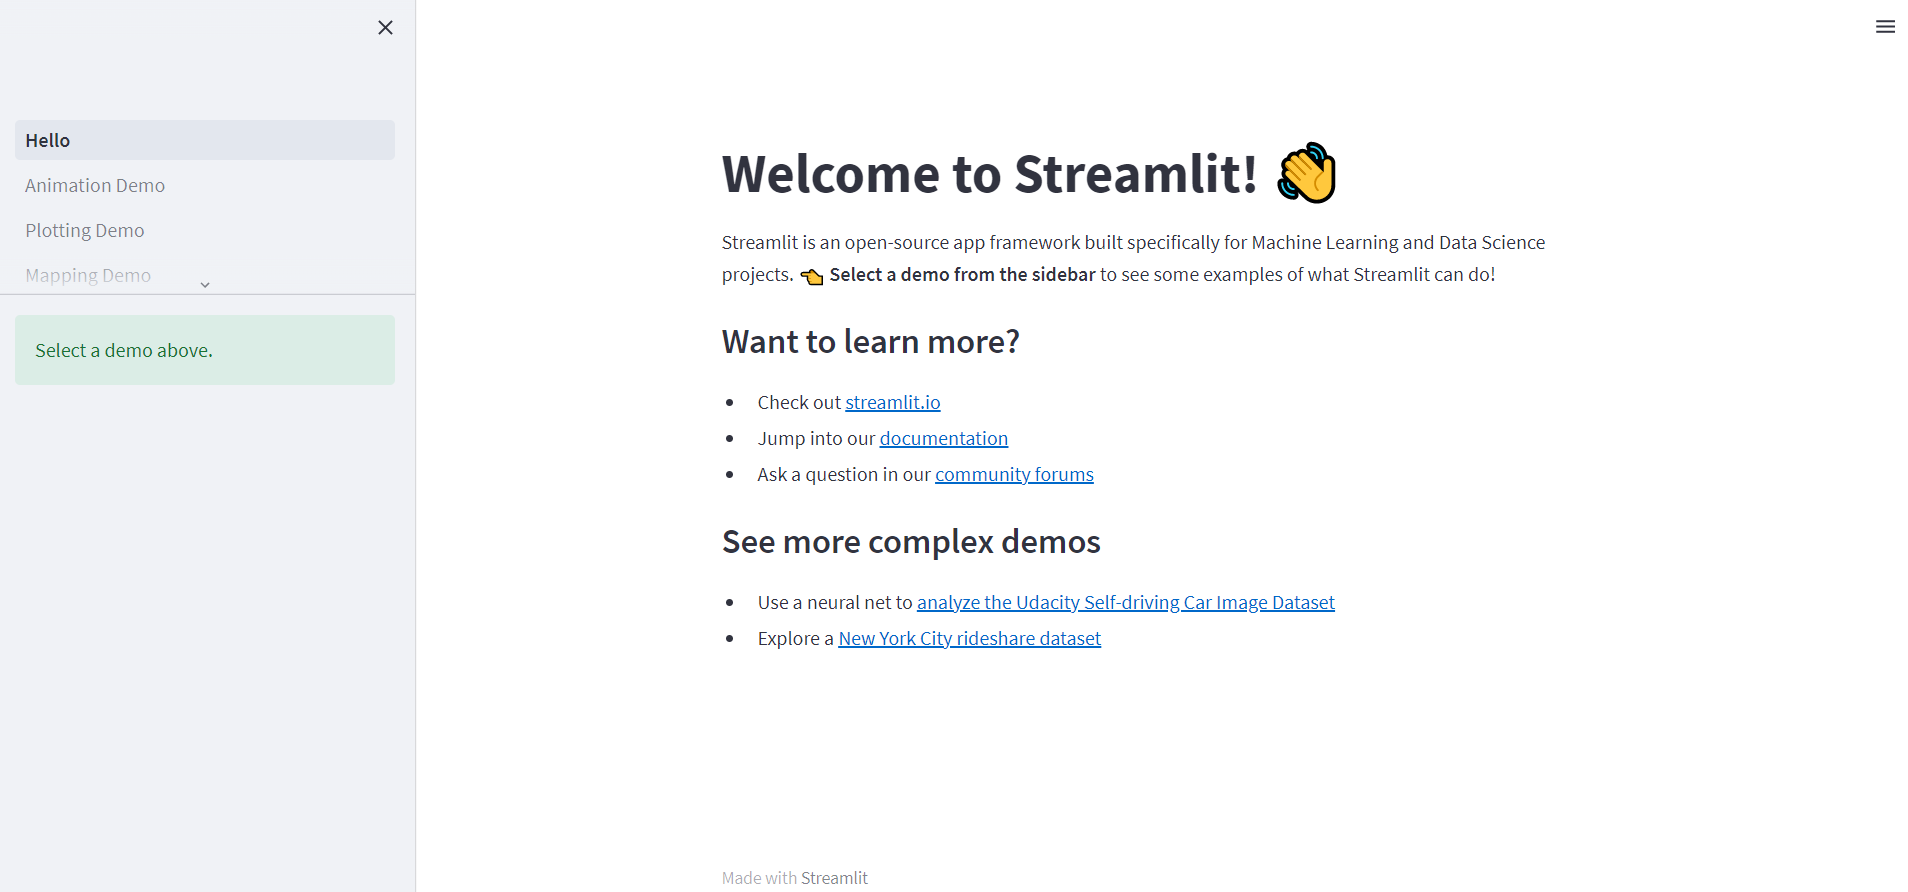 Hello
Animation Demo
Plotting Demo
Mapping Demo
Select a demo above.
Welcome to Streamlit! 👋
Streamlit is an open-source app framework built specifically for Machine Learning and Data Science
projects. 👈 Select a demo from the sidebar to see some examples of what Streamlit can do!
Want to learn more?
• Check out streamlit.io
• Jump into our documentation
• Ask a question in our community forums
See more complex demos
• Use a neural net to analyze the Udacity Self-driving Car Image Dataset
• Explore a New York City rideshare dataset
Made with Streamlit